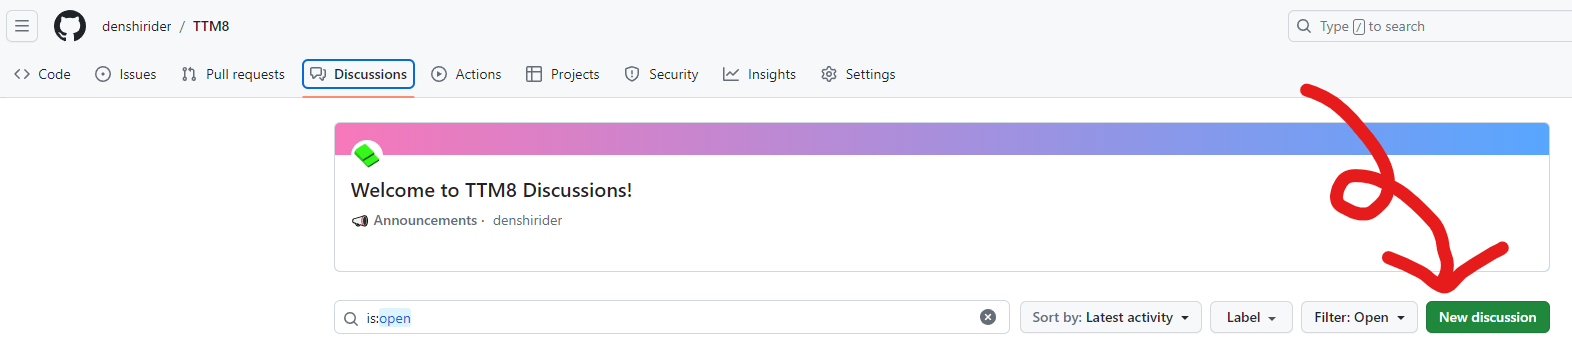 denshirider / TTM8
Type / to search
Code Issues Pull requests Discussions Actions Projects Security Insights Settings
Welcome to TTM8 Discussions!
Announcements · denshirider
is:open Sort by: Latest activity Label Filter: Open New discussion